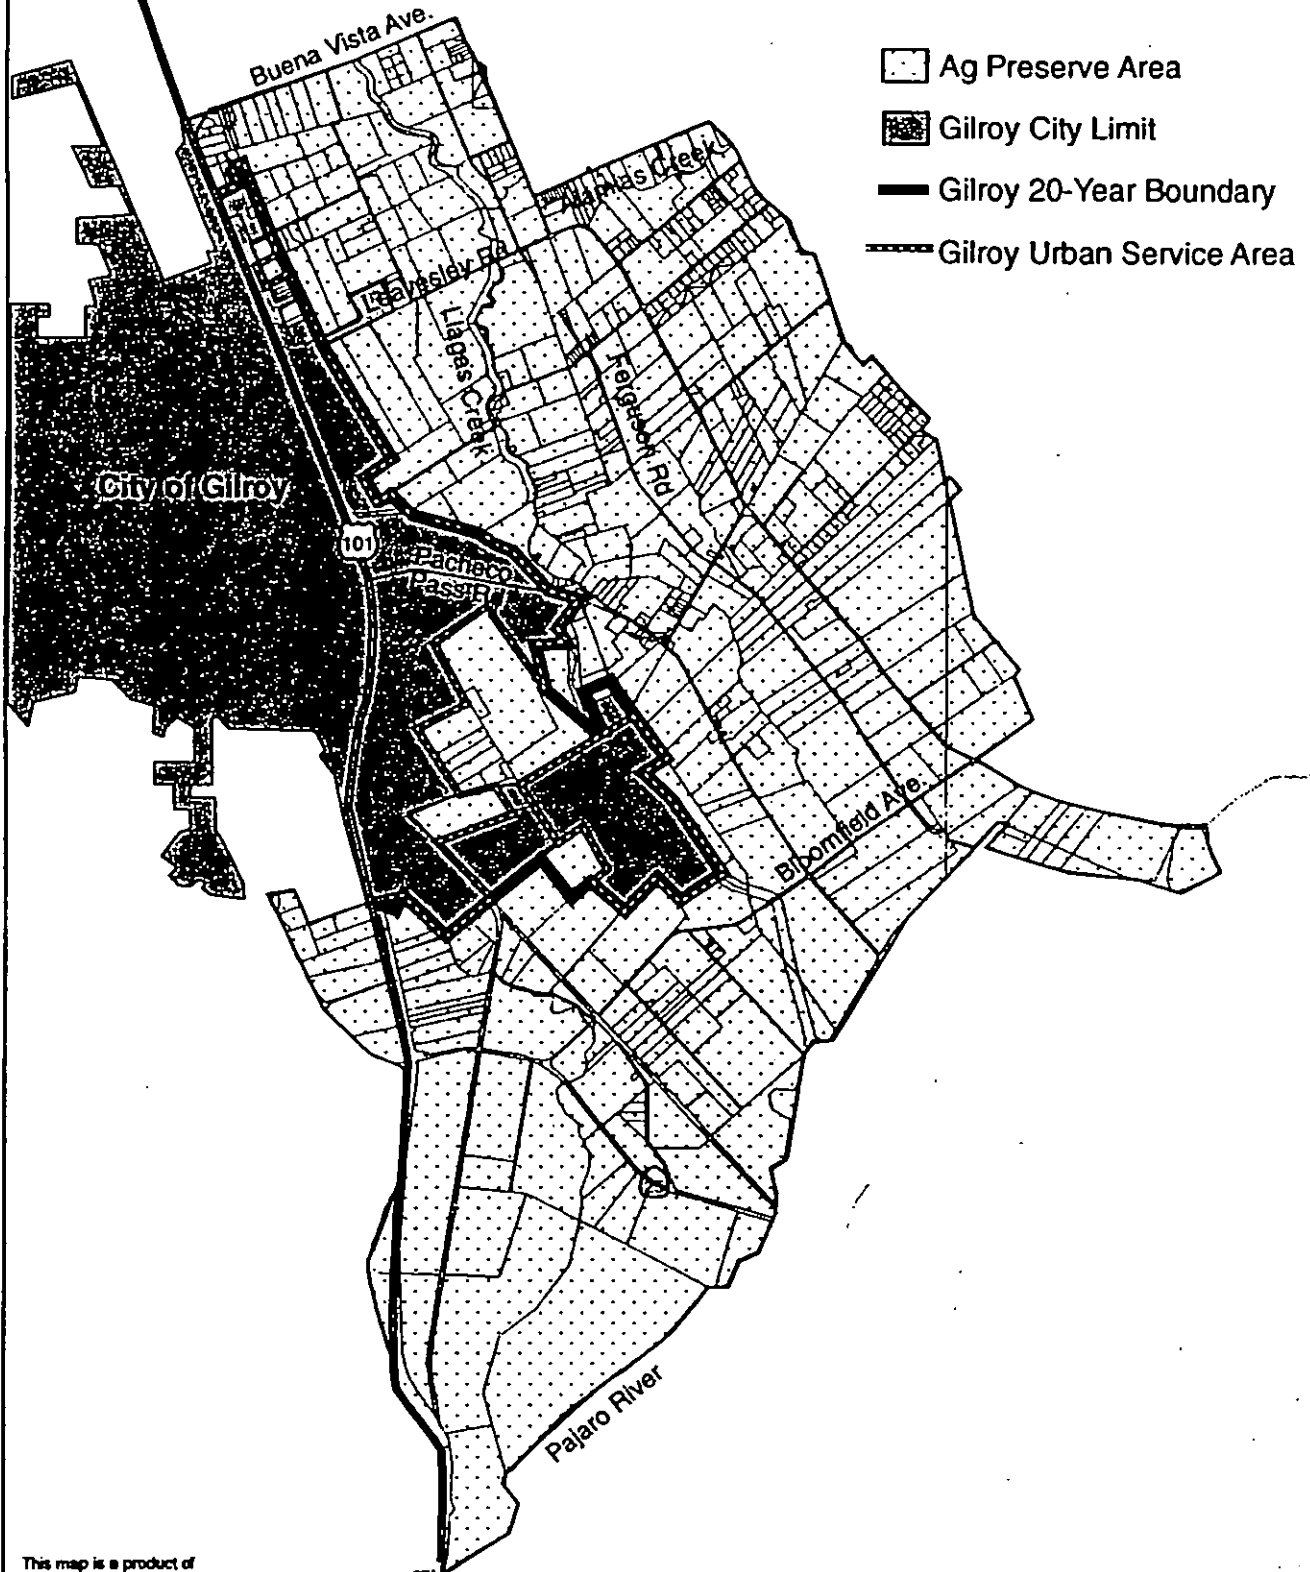 Buena Vista Ave.
Ag Preserve Area
Gilroy City Limit
Gilroy 20-Year Boundary
Gilroy Urban Service Area
Creek
Leavesley Rd
Llagas Creek
Ferguson Rd
City of Gilroy
101
Pacheco
Pass Rd
Bloomfield Ave.
25
Pajaro River
This map is a product of